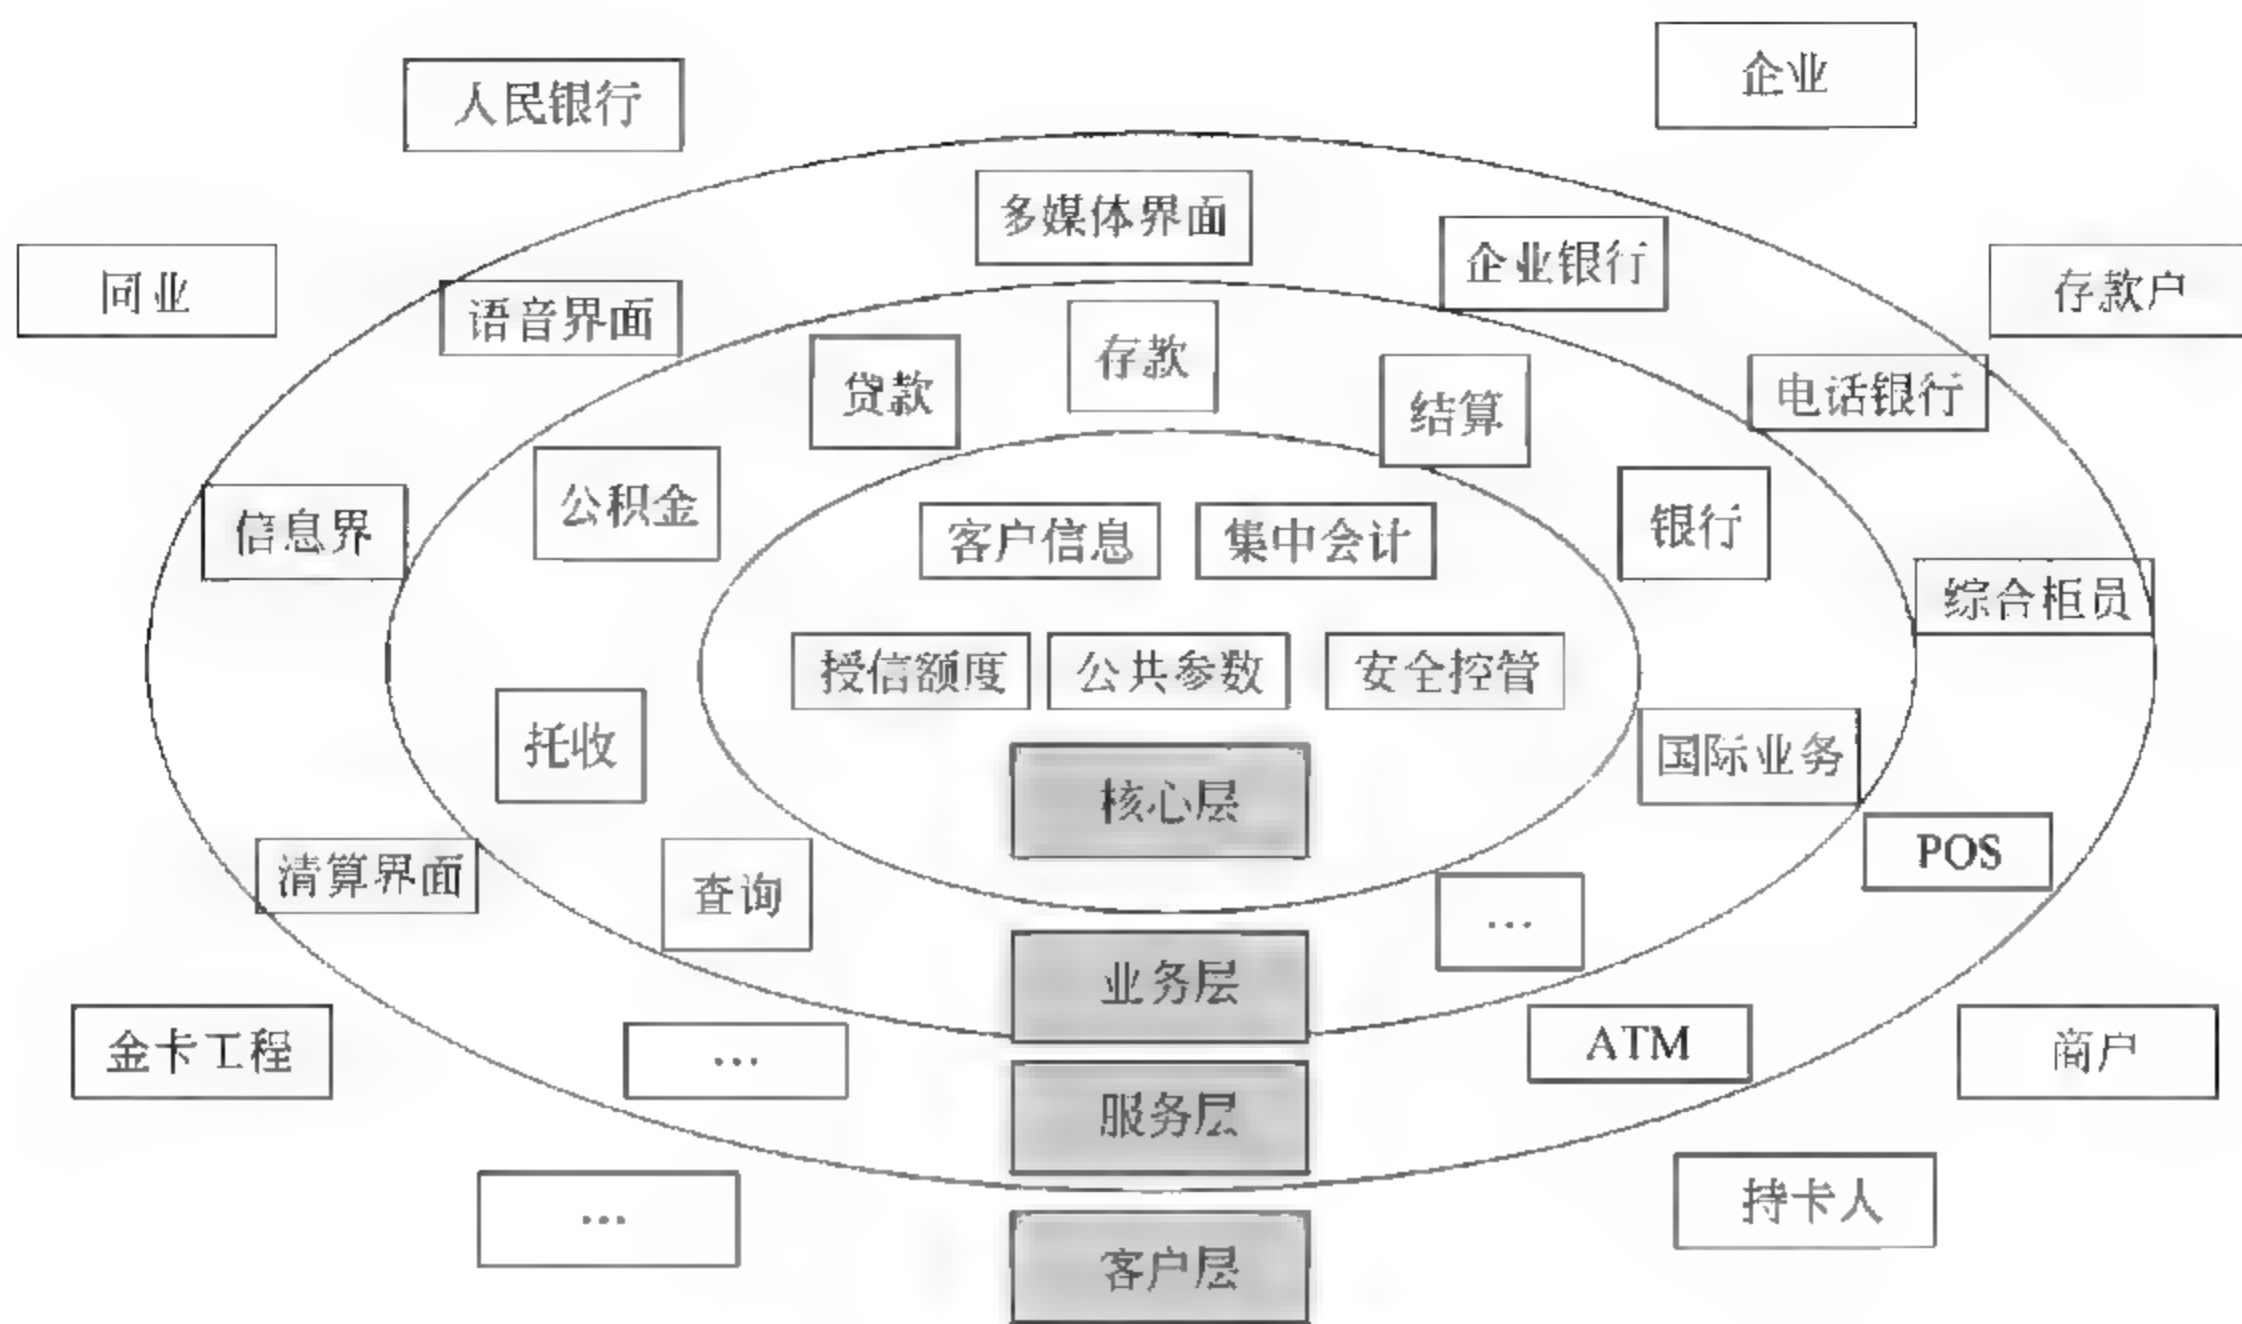 企业
人民银行
多媒体界面
企业银行
同业
存款户
语音界面
存款
贷款
电话银行
结算
公积金
银行
信息界
客户信息
集中会计
综合柜员
授信额度
公共参数
安全控管
托收
国际业务
核心层
POS
清算界面
查询
…
业务层
ATM
金卡工程
商户
…
服务层
持卡人
…
客户层